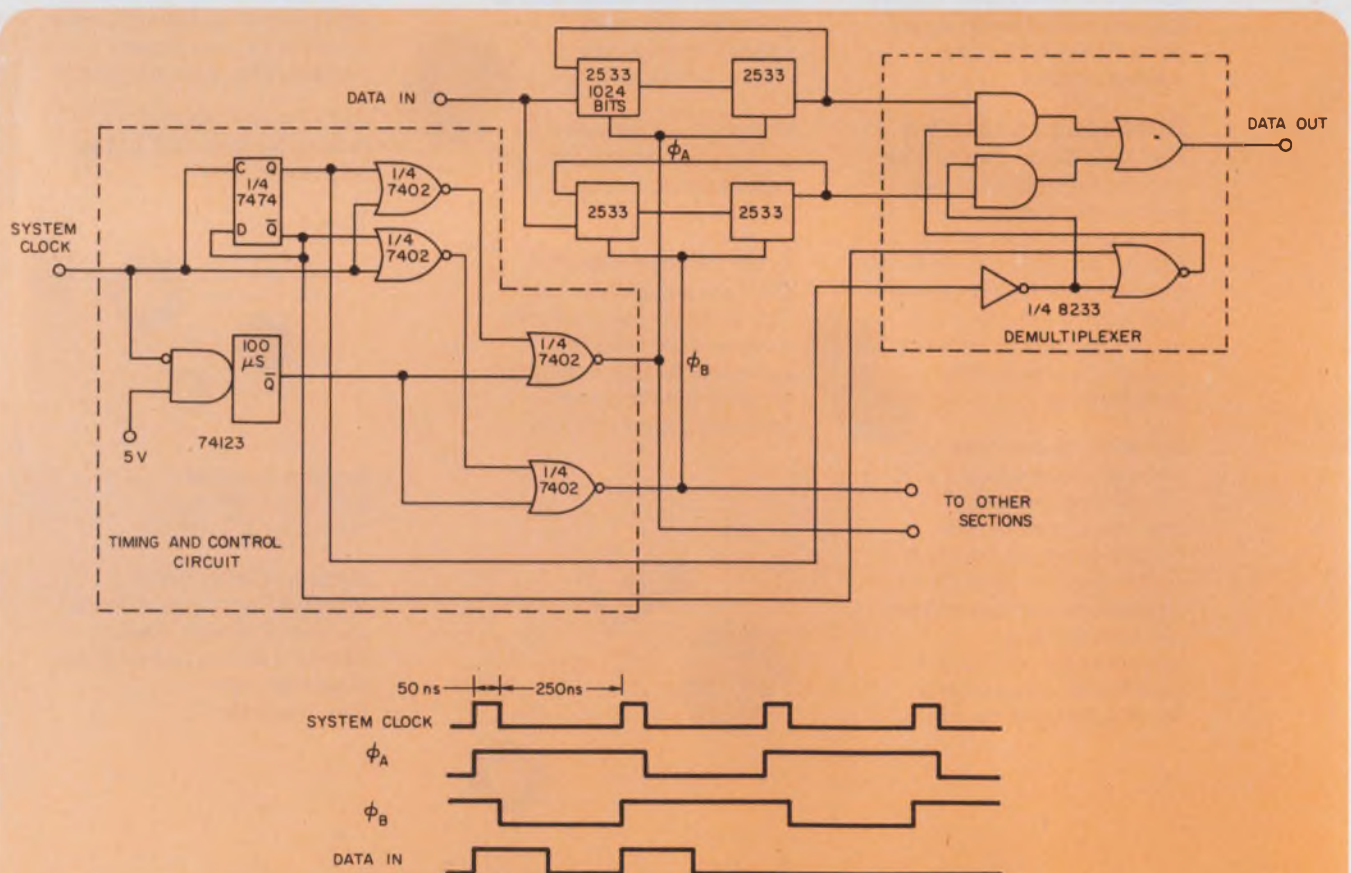 2533
1024
BITS
2533
DATA IN
DATA OUT
ϕA
C Q
1/4
7474
D Q̅
1/4
7402
1/4
7402
2533
2533
SYSTEM
CLOCK
1/4 8233
DEMULTIPLEXER
100
μS
Q̅
1/4
7402
ϕB
5 V
74123
1/4
7402
TO OTHER
SECTIONS
TIMING AND CONTROL
CIRCUIT
50 ns
250ns
SYSTEM CLOCK
ϕA
ϕB
DATA IN